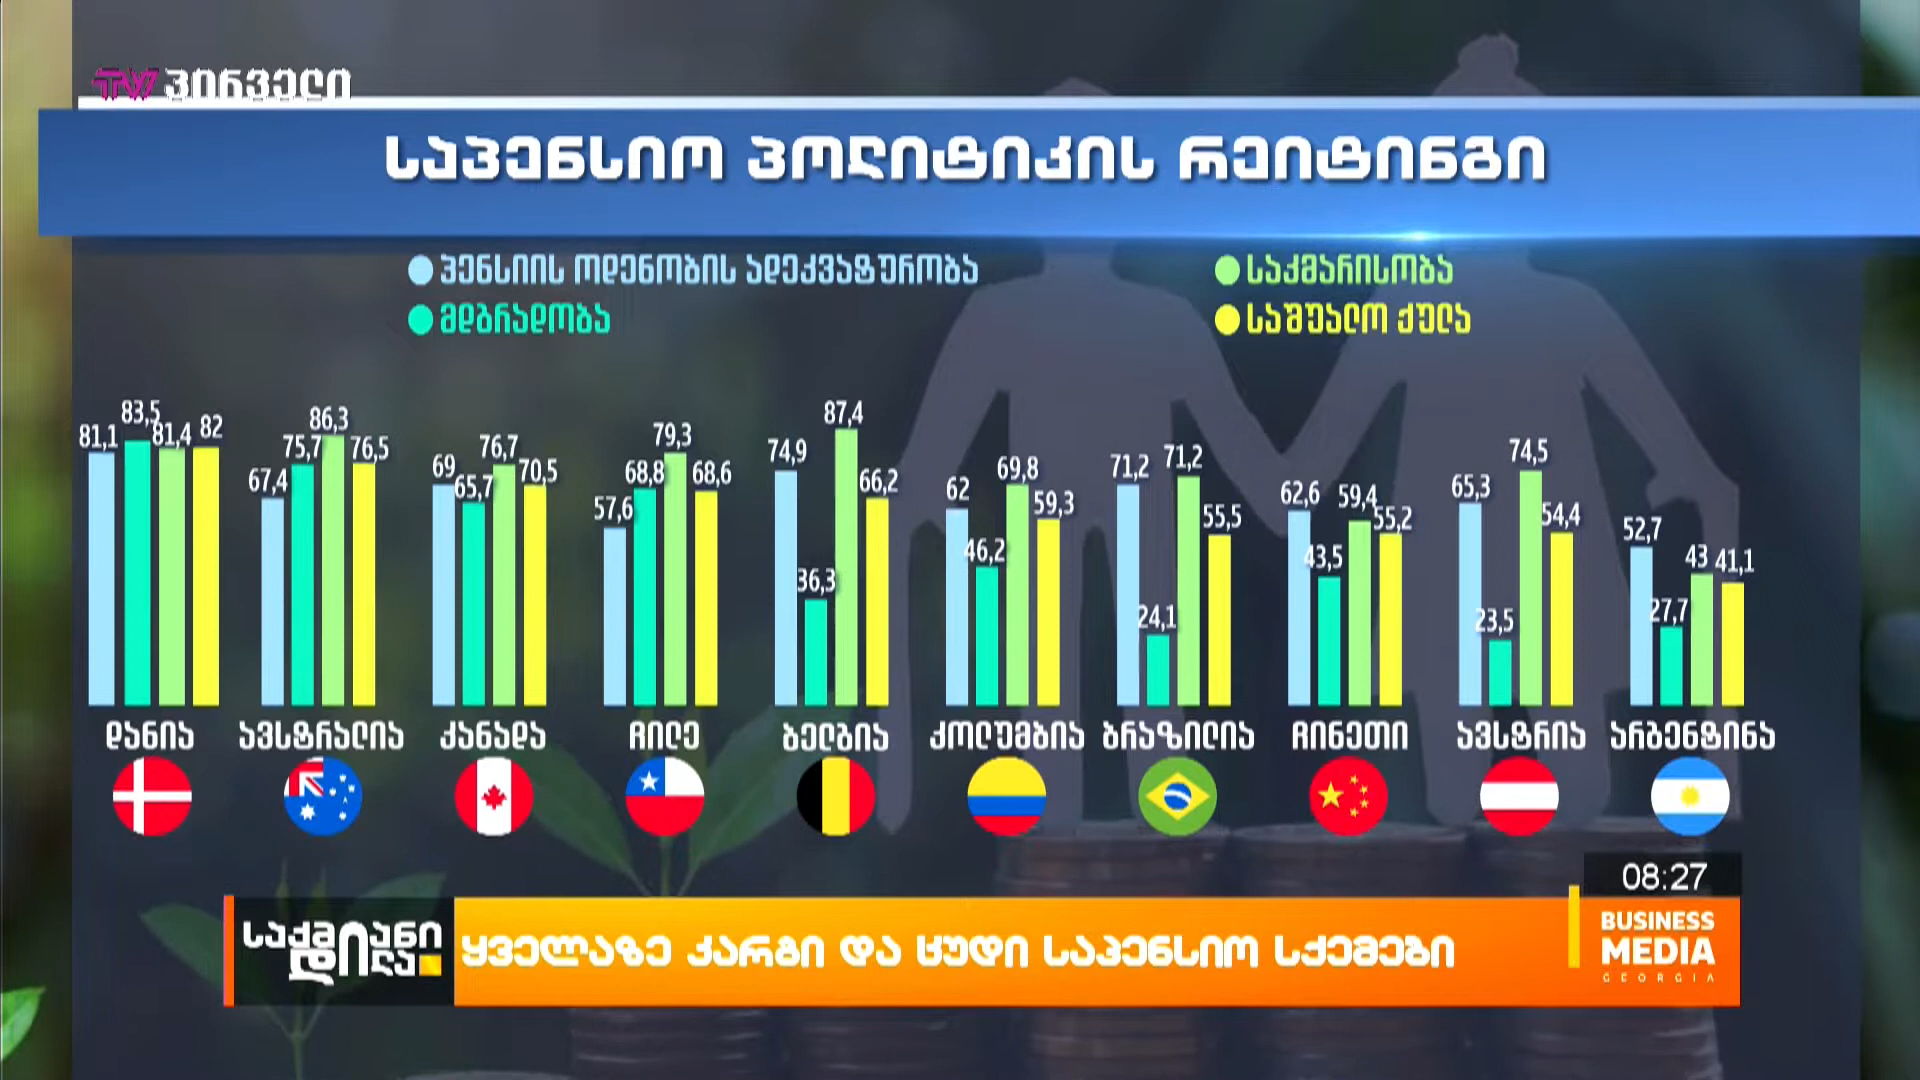 TV პირველი
საპენსიო პოლიტიკის რეიტინგი
პენსიის ოდენობის ადეკვატურობა
საკმარისობა
მდგრადობა
საშუალო ქულა
81,1 83,5 81,4 82
67,4 75,7 86,3 76,5
69 65,7 76,7 70,5
57,6 68,8 79,3 68,6
74,9 36,3 87,4 66,2
62 46,2 69,8 59,3
71,2 24,1 71,2 55,5
62,6 43,5 59,4 55,2
65,3 23,5 74,5 54,4
52,7 27,7 43 41,1
დანია ავსტრალია კანადა ჩილე ბელგია კოლუმბია ბრაზილია ჩინეთი ავსტრია არგენტინა
08:27
საქმიანი
დილა
ყველაზე კარგი და ცუდი საპენსიო სქემები
BUSINESS
MEDIA
GEORGIA